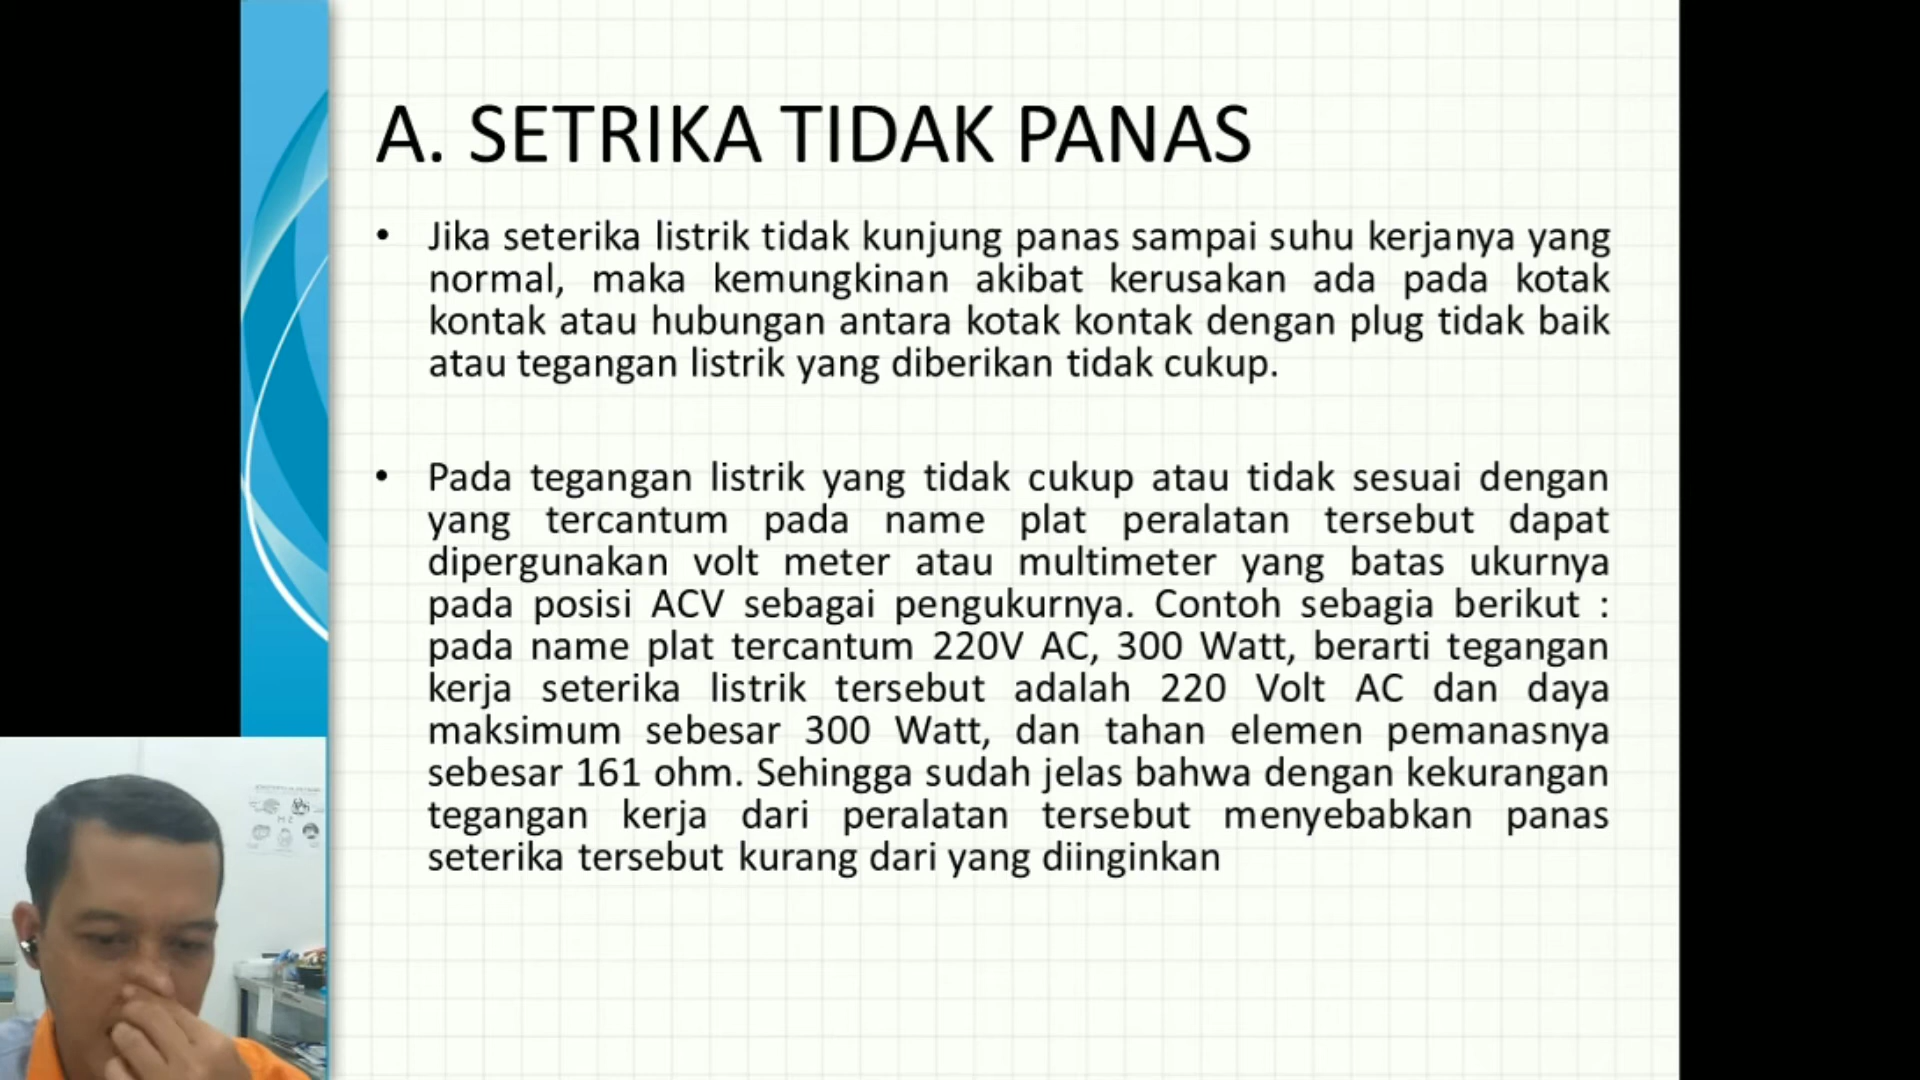 A. SETRIKA TIDAK PANAS
• Jika seterika listrik tidak kunjung panas sampai suhu kerjanya yang
normal, maka kemungkinan akibat kerusakan ada pada kotak
kontak atau hubungan antara kotak kontak dengan plug tidak baik
atau tegangan listrik yang diberikan tidak cukup.
• Pada tegangan listrik yang tidak cukup atau tidak sesuai dengan
yang tercantum pada name plat peralatan tersebut dapat
dipergunakan volt meter atau multimeter yang batas ukurnya
pada posisi ACV sebagai pengukurnya. Contoh sebagia berikut :
pada name plat tercantum 220V AC, 300 Watt, berarti tegangan
kerja seterika listrik tersebut adalah 220 Volt AC dan daya
maksimum sebesar 300 Watt, dan tahan elemen pemanasnya
sebesar 161 ohm. Sehingga sudah jelas bahwa dengan kekurangan
tegangan kerja dari peralatan tersebut menyebabkan panas
seterika tersebut kurang dari yang diinginkan